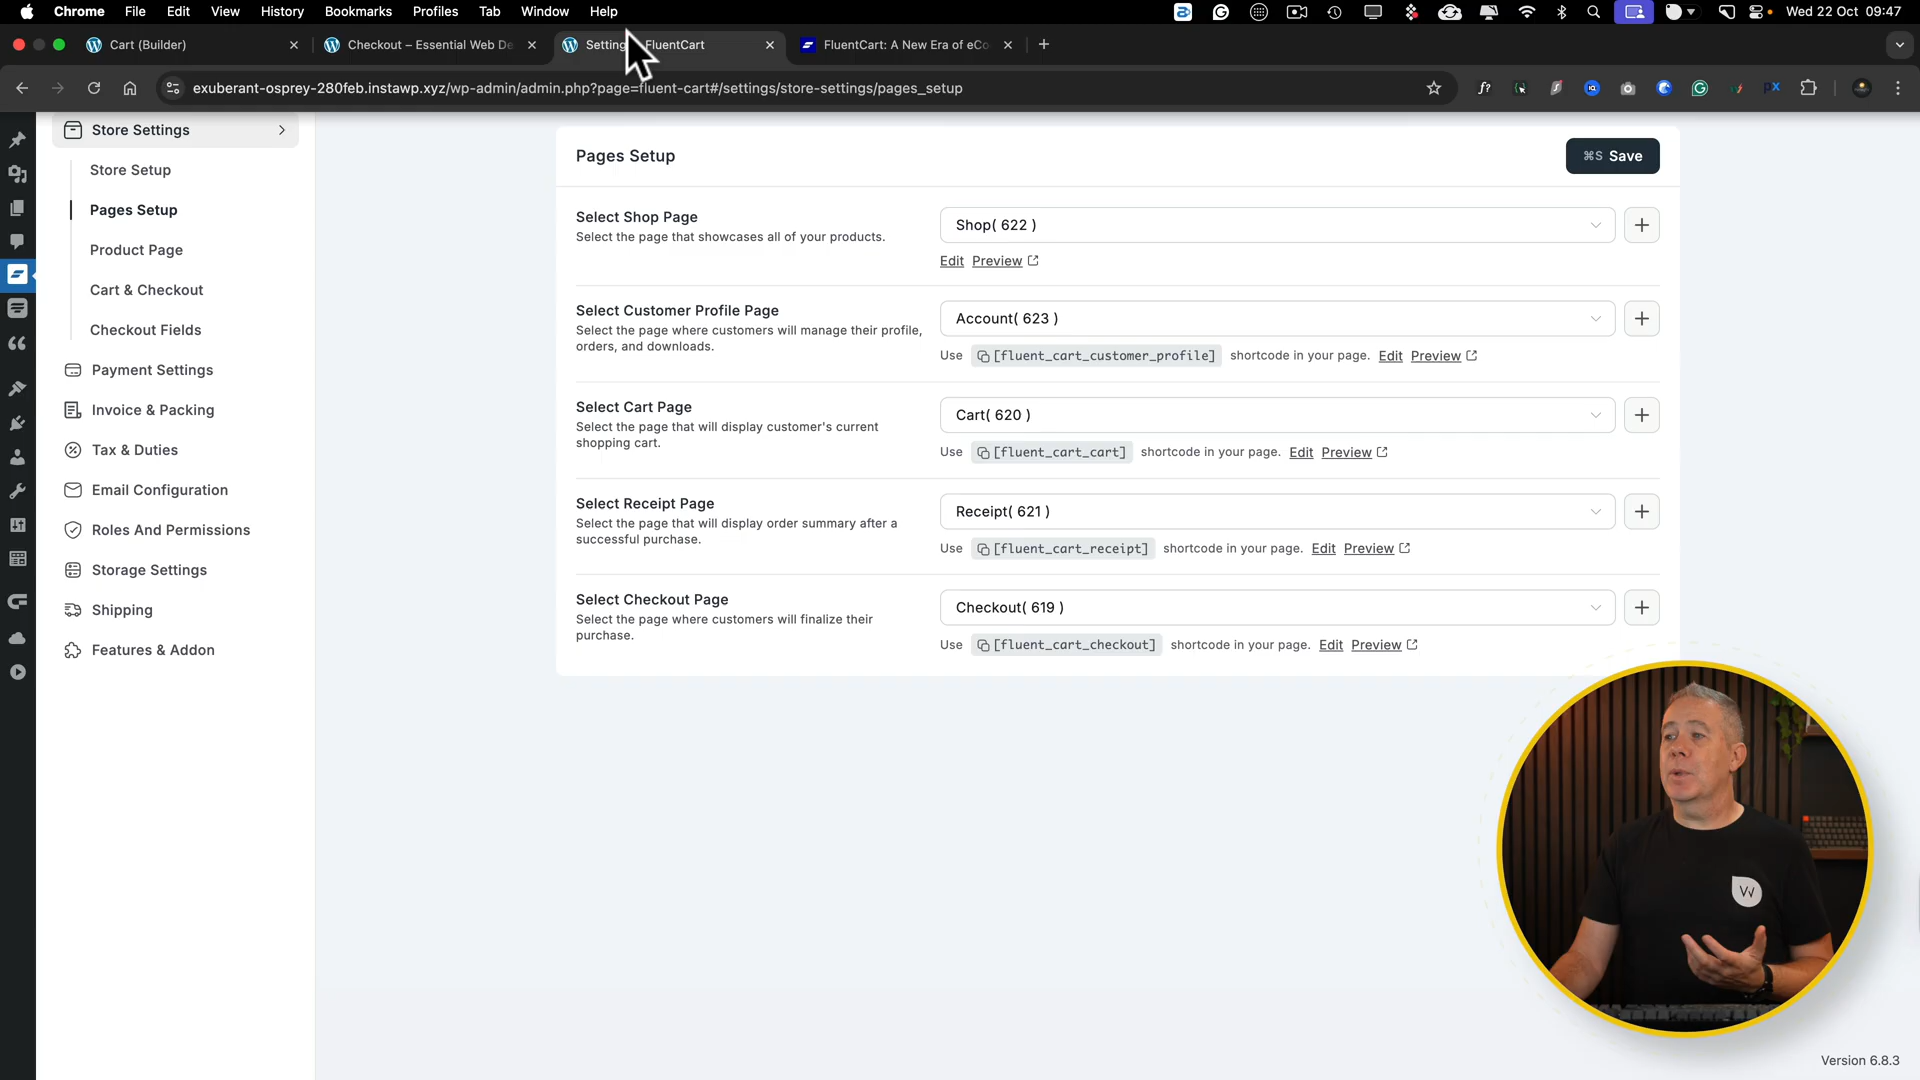 Chrome File Edit View History Bookmarks Profiles Tab Window Help Wed 22 Oct 09:47
Cart (Builder) Checkout – Essential Web De Setting FluentCart FluentCart: A New Era of eCo
exuberant-osprey-280feb.instawp.xyz/wp-admin/admin.php?page=fluent-cart#/settings/store-settings/pages_setup
Store Settings
Store Setup
Pages Setup
Product Page
Cart & Checkout
Checkout Fields
Payment Settings
Invoice & Packing
Tax & Duties
Email Configuration
Roles And Permissions
Storage Settings
Shipping
Features & Addon
Pages Setup
⌘S Save
Select Shop Page
Select the page that showcases all of your products.
Shop( 622 )
Edit Preview
Select Customer Profile Page
Select the page where customers will manage their profile,
orders, and downloads.
Account( 623 )
Use [fluent_cart_customer_profile] shortcode in your page. Edit Preview
Select Cart Page
Select the page that will display customer's current
shopping cart.
Cart( 620 )
Use [fluent_cart_cart] shortcode in your page. Edit Preview
Select Receipt Page
Select the page that will display order summary after a
successful purchase.
Receipt( 621 )
Use [fluent_cart_receipt] shortcode in your page. Edit Preview
Select Checkout Page
Select the page where customers will finalize their
purchase.
Checkout( 619 )
Use [fluent_cart_checkout] shortcode in your page. Edit Preview
W
Version 6.8.3